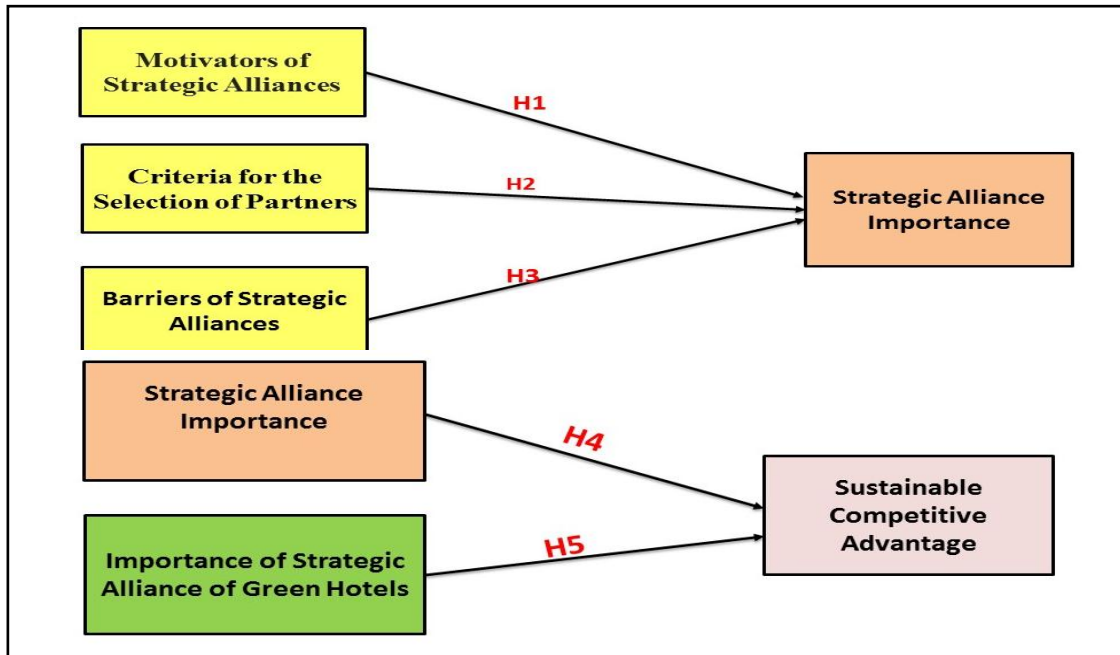 Motivators of
Strategic Alliances
H1
Criteria for the
Selection of Partners
H2
Strategic Alliance
Importance
H3
Barriers of Strategic
Alliances
Strategic Alliance
Importance
H4
Sustainable
Competitive
Advantage
H5
Importance of Strategic
Alliance of Green Hotels